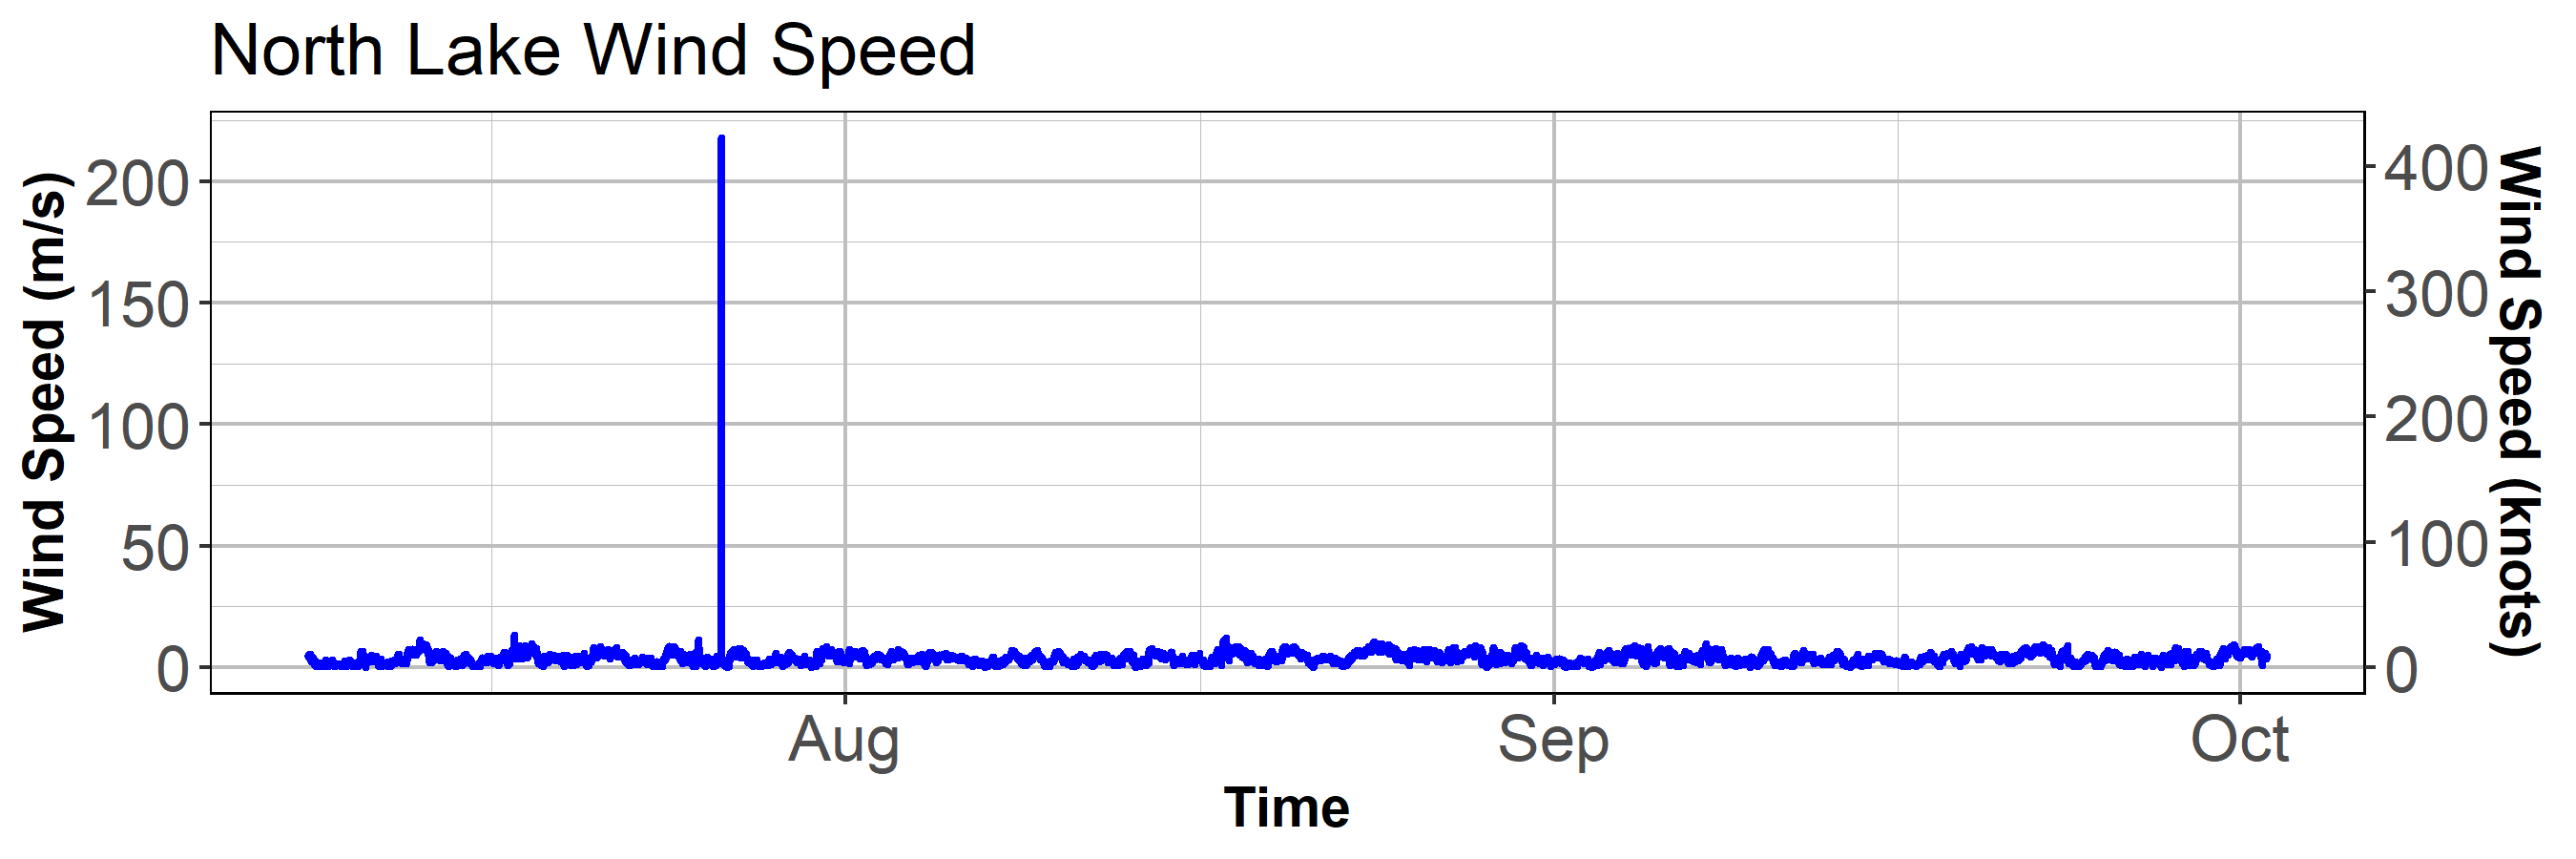 North Lake Wind Speed
Wind Speed (m/s)
200
150
100
50
0
400
300
200
100
0
Wind Speed (knots)
Aug
Sep
Oct
Time